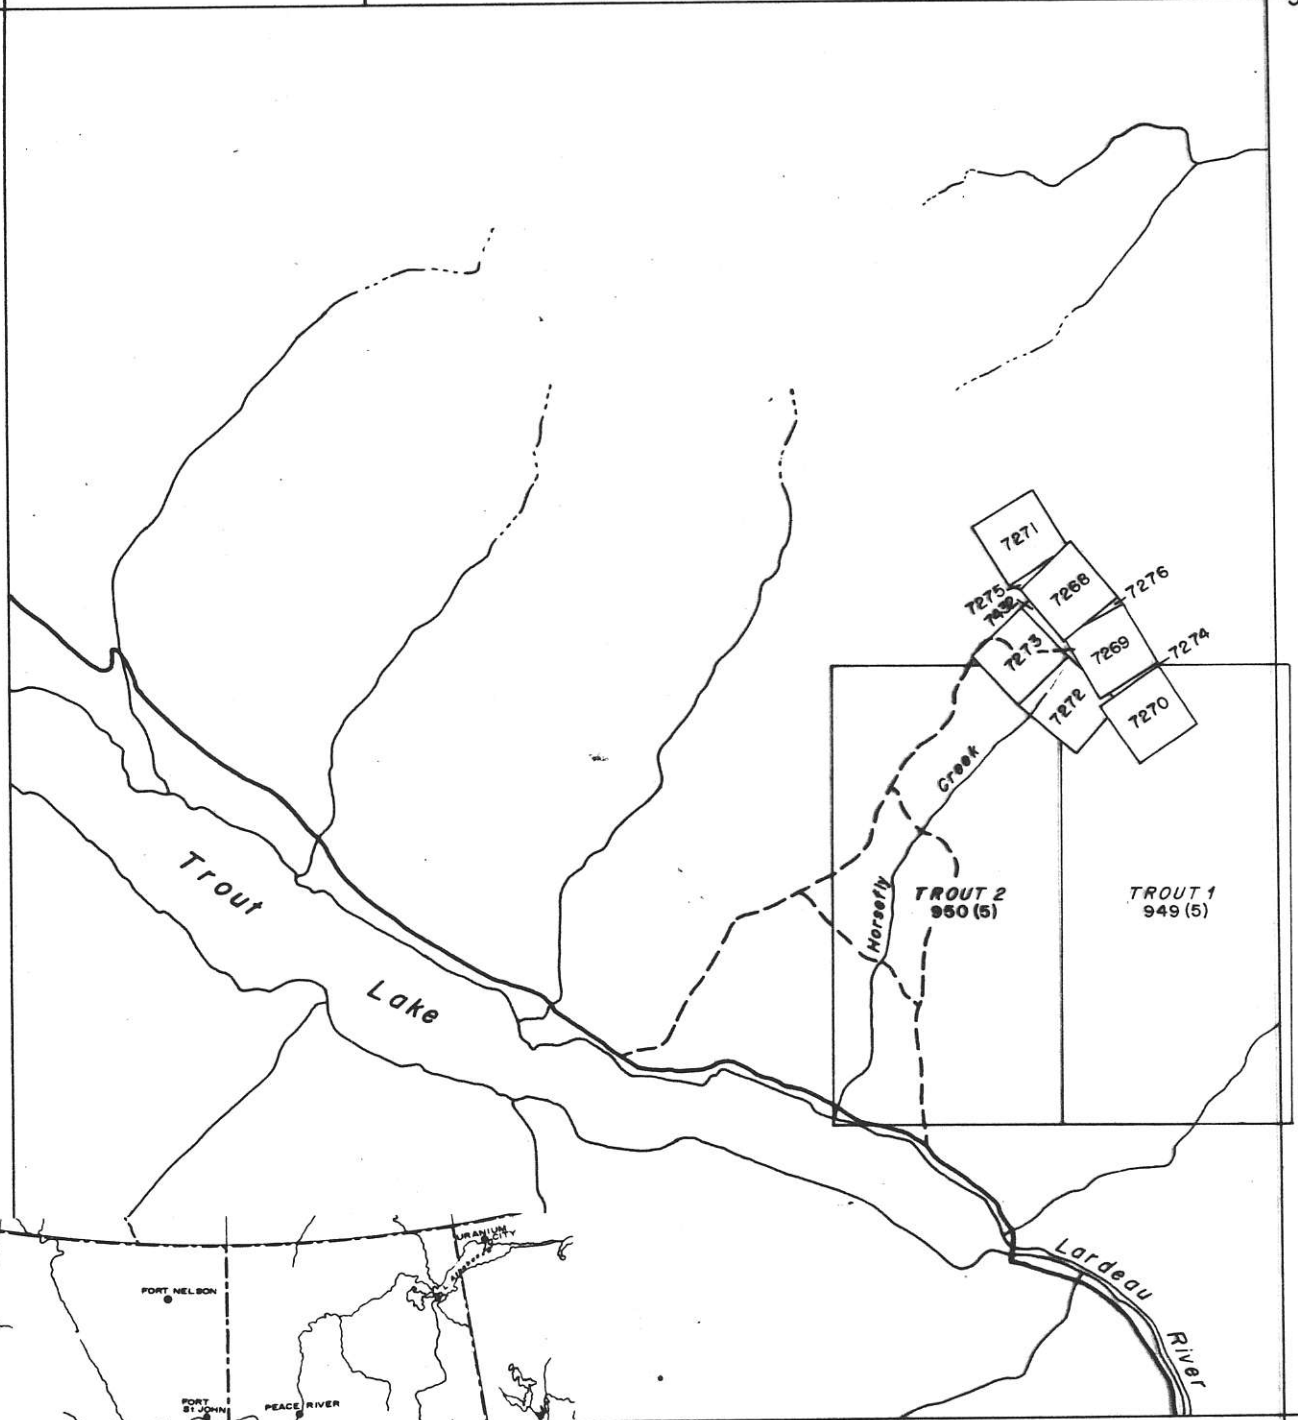 7271
7275
7268
7276
7432
7273
7269
7274
7272
7270
Horsefly Creek
TROUT 2
950 (5)
TROUT 1
949 (5)
Trout Lake
Lardeau River
URANIUM
CITY
FORT NELSON
FORT
St JOHN
PEACE RIVER